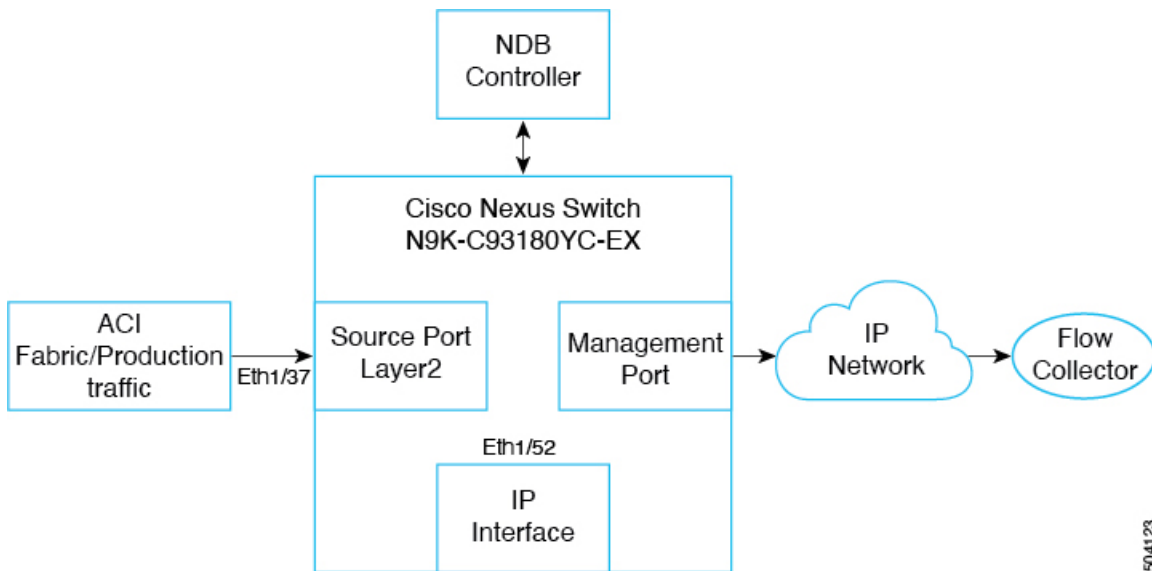 NDB
Controller
Cisco Nexus Switch
N9K-C93180YC-EX
ACI
Fabric/Production
traffic
Eth1/37
Source Port
Layer2
Management
Port
IP
Network
Flow
Collector
Eth1/52
IP
Interface
504123